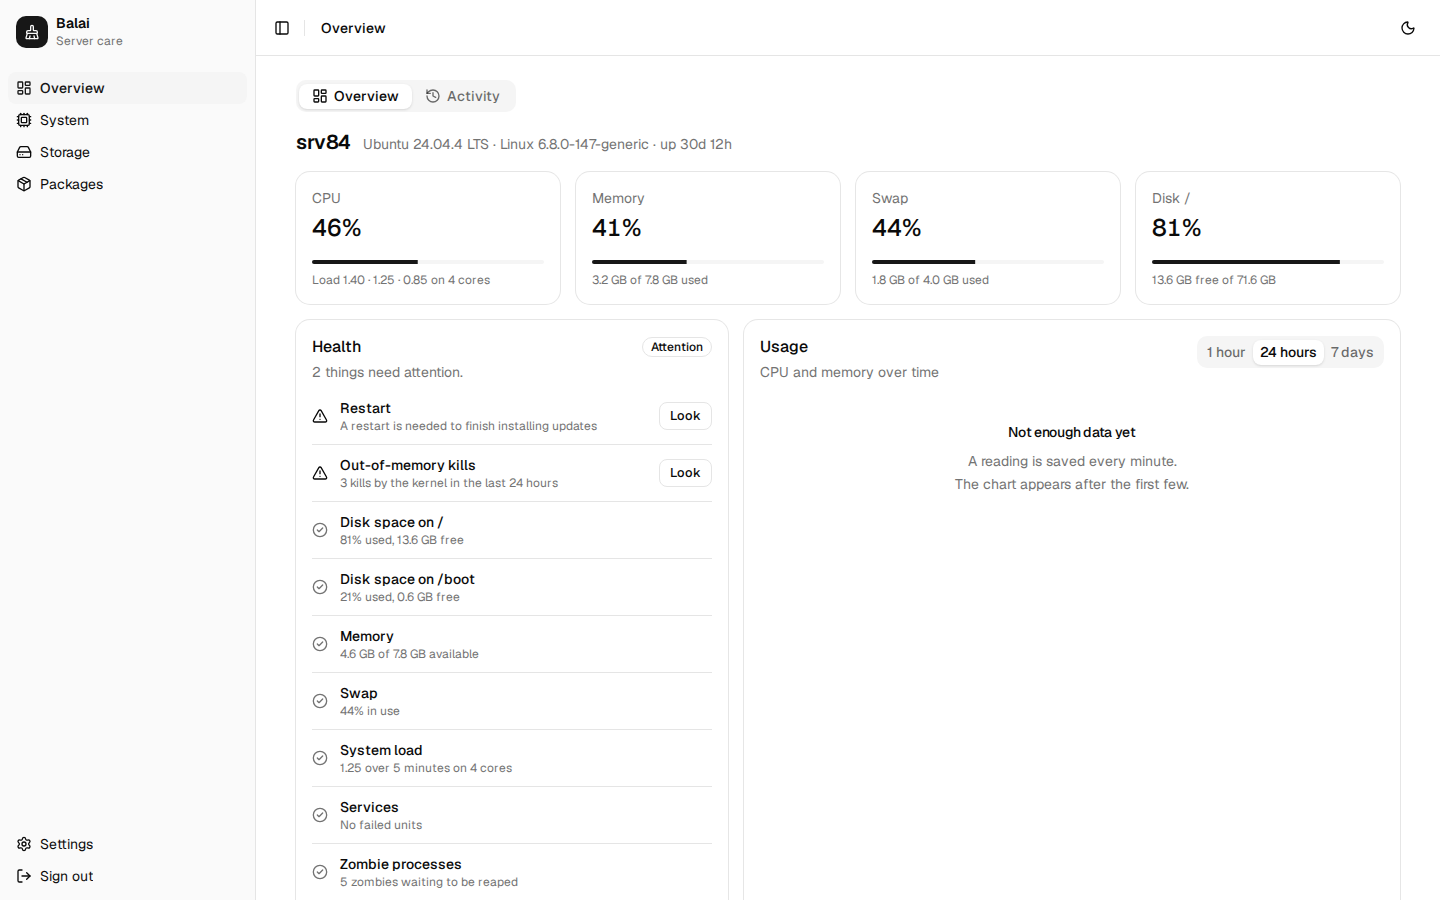 Balai
Server care
Overview
System
Storage
Packages
Settings
Sign out
Overview
Overview
Activity
srv84 Ubuntu 24.04.4 LTS · Linux 6.8.0-147-generic · up 30d 12h
CPU
46%
Load 1.40 · 1.25 · 0.85 on 4 cores
Memory
41%
3.2 GB of 7.8 GB used
Swap
44%
1.8 GB of 4.0 GB used
Disk /
81%
13.6 GB free of 71.6 GB
Health
Attention
2 things need attention.
Restart
A restart is needed to finish installing updates
Look
Out-of-memory kills
3 kills by the kernel in the last 24 hours
Look
Disk space on /
81% used, 13.6 GB free
Disk space on /boot
21% used, 0.6 GB free
Memory
4.6 GB of 7.8 GB available
Swap
44% in use
System load
1.25 over 5 minutes on 4 cores
Services
No failed units
Zombie processes
5 zombies waiting to be reaped
Usage
CPU and memory over time
1 hour
24 hours
7 days
Not enough data yet
A reading is saved every minute.
The chart appears after the first few.